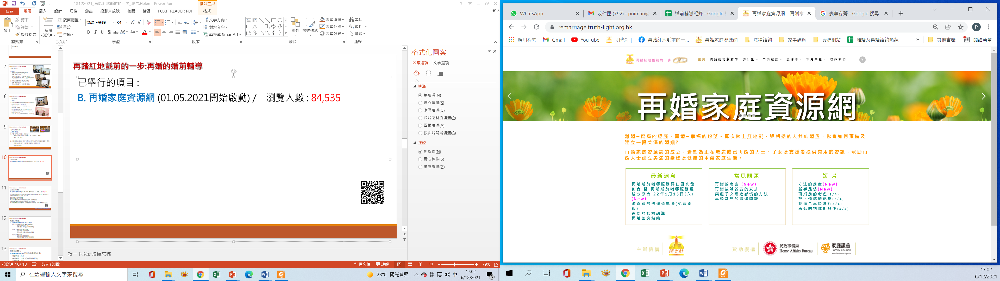 13122021_再踏紅地氈前的一步_報告.Helen - PowerPoint
繪圖工具
檔案
常用
插入
設計
切換
動畫
投影片放映
校閱
檢視
FOXIT READER PDF
格式
登入
貼上
剪下
複製
複製格式
剪貼簿
新增
投影片
版面配置
重設
章節
投影片
微軟正黑體
34
字型
文字方向
對齊文字
轉換成 SmartArt
段落
排列
快速樣式
圖案填滿
圖案外框
圖案效果
繪圖
尋找
取代
選取
編輯
7
8
9
10
11
12
13
再踏紅地氈前的一步:再婚的婚前輔導
已舉行的項目 :
B. 再婚家庭資源網 (01.05.2021開始啟動) / 瀏覽人數 : 84,535
按一下以新增備忘稿
格式化圖案
圖案選項 文字選項
填滿
無填滿(N)
實心填滿(S)
漸層填滿(G)
圖片或材質填滿(P)
圖樣填滿(A)
投影片背景填滿(B)
線條
無線條(N)
實心線條(S)
漸層線條(G)
投影片 10/ 18
英文 (美國)
備忘稿
註解
79%
在這裡輸入文字來搜尋
23°C 陽光普照
中
17:02
6/12/2021
3
WhatsApp
收件匣 (792) - puiman@
婚前輔導紀錄 - Google
再婚家庭資源網 – 再婚家
去蕪存菁 - Google 搜尋
remarriage.truth-light.org.hk
P
應用程式
Gmail
YouTube
明光社 |
再踏紅地氈前的一...
再婚家庭資源網
法律諮詢
家事調解
資源網站
離婚及再婚諮詢熱線
»
其他書籤
閱讀清單
再踏紅地氈前的一步
主頁
再踏紅地氈前的一步計劃
申請服務
資源庫
常見問題
聯絡我們
再婚家庭資源網
離婚–傷痛的經歷，再婚–幸福的盼望。再次踏上紅地氈，與相戀的人共結婚盟，你會如何預備及
建立一段美滿的婚姻?
再婚家庭資源網的成立，希望為正在考慮或已再婚的人士、子女及支援者提供有用的資訊，幫助再
婚人士建立美滿的婚姻及健康的重組家庭生活。
最新消息
再婚婚前輔導服務評估研究發
佈會 暨 再婚婚前輔導服務經
驗分享會 22年1月15日(六)
(New)
贍養費的法理情單張(免費索
取)
再婚的婚前輔導
再婚諮詢熱線
常見問題
再婚的考慮 (New)
再婚後贍養費的安排
與繼子女增進感情的方法
再婚常見的法律問題
短 片
守法的前度(New)
新手足情(New)
再婚前的考慮(1/4)
放下情感的袍袱(2/4)
我適合再婚嗎?(3/4)
再婚的拍拖知多少(4/4)
主辦機構
明光社
贊助機構
民政事務局
Home Affairs Bureau
愛
家庭議會
Family Council
www.familycouncil.gov.hk
17:02
6/12/2021